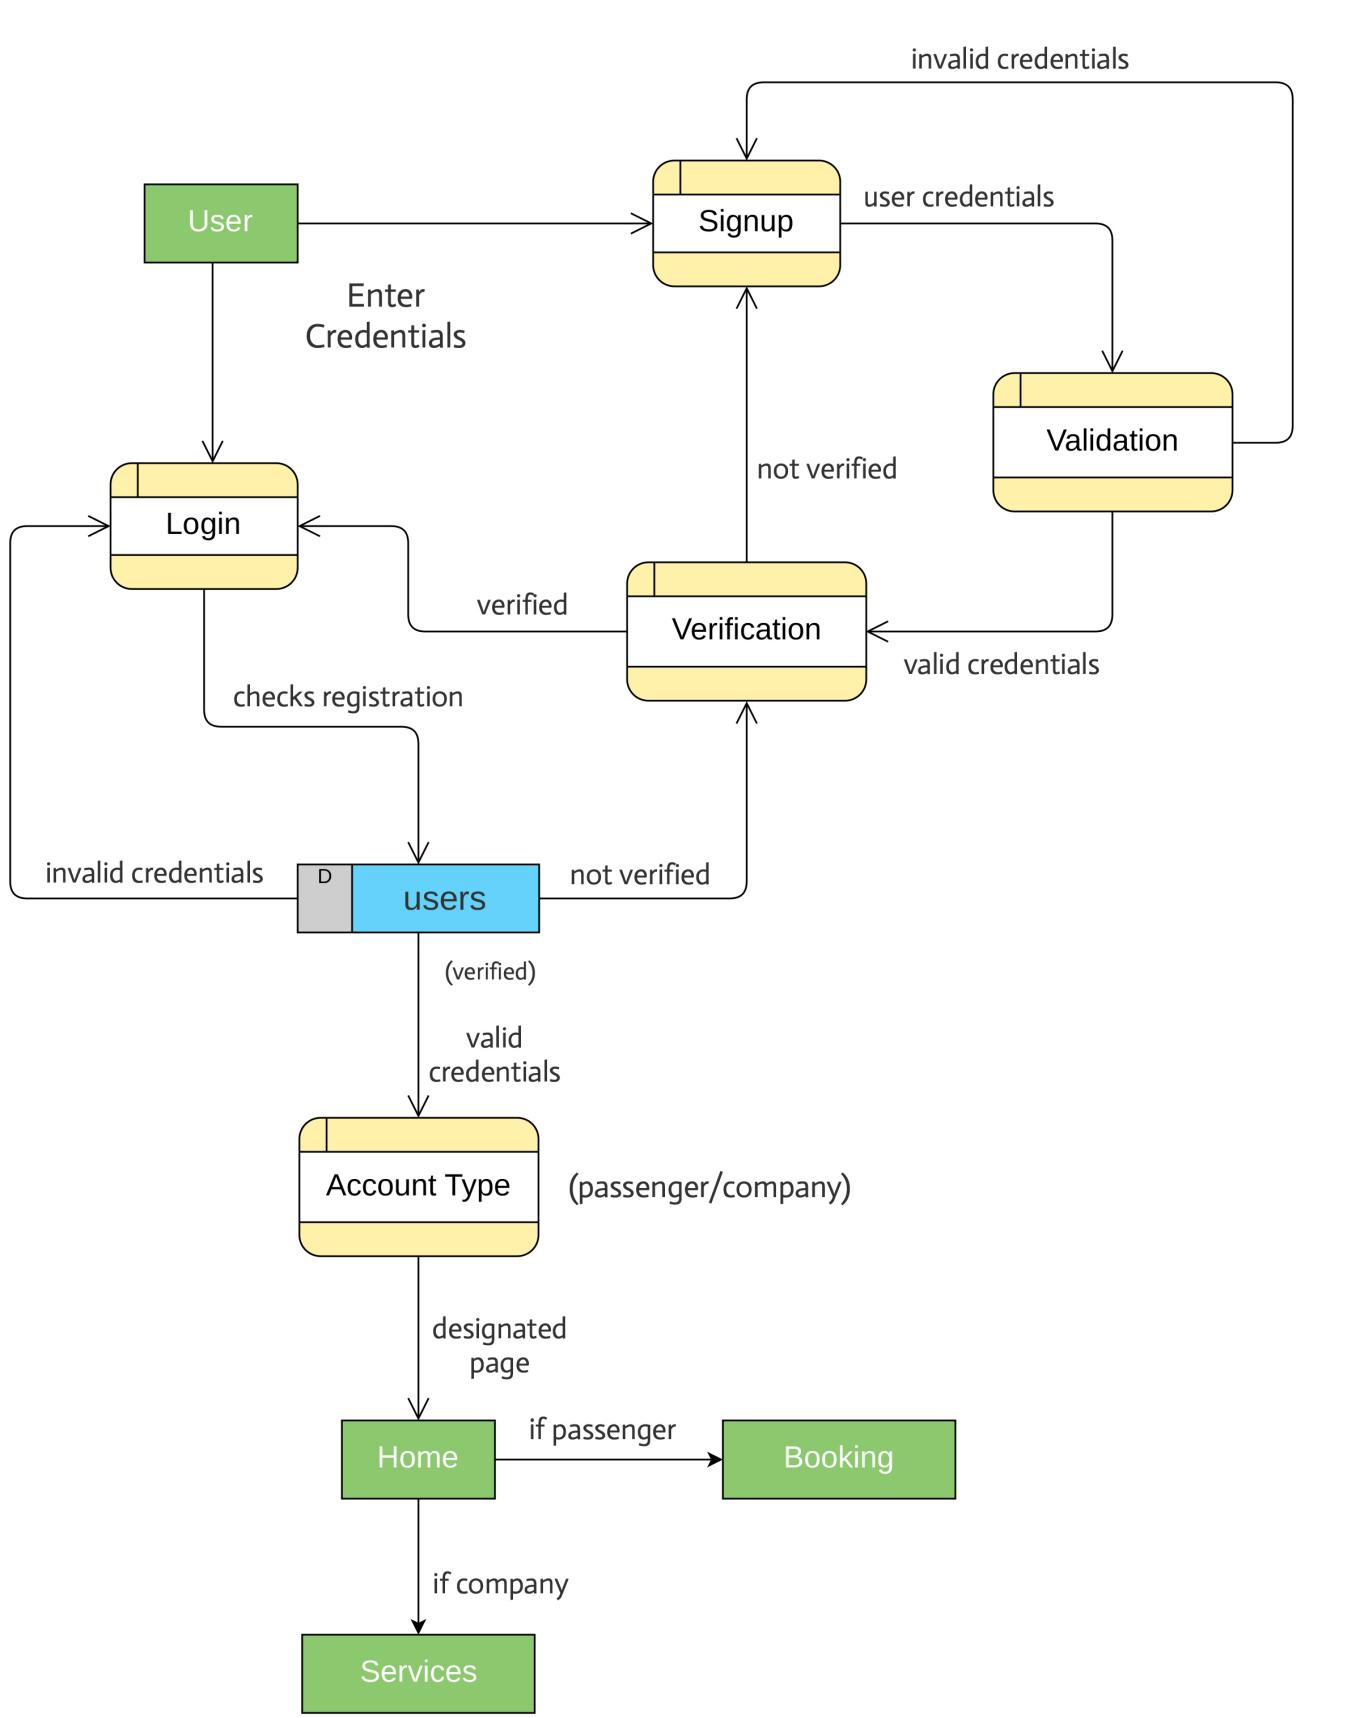 invalid credentials
User
Signup
user credentials
Enter
Credentials
Validation
not verified
Login
verified
Verification
valid credentials
checks registration
invalid credentials
D
users
not verified
(verified)
valid
credentials
Account Type
(passenger/company)
designated
page
Home
if passenger
Booking
if company
Services